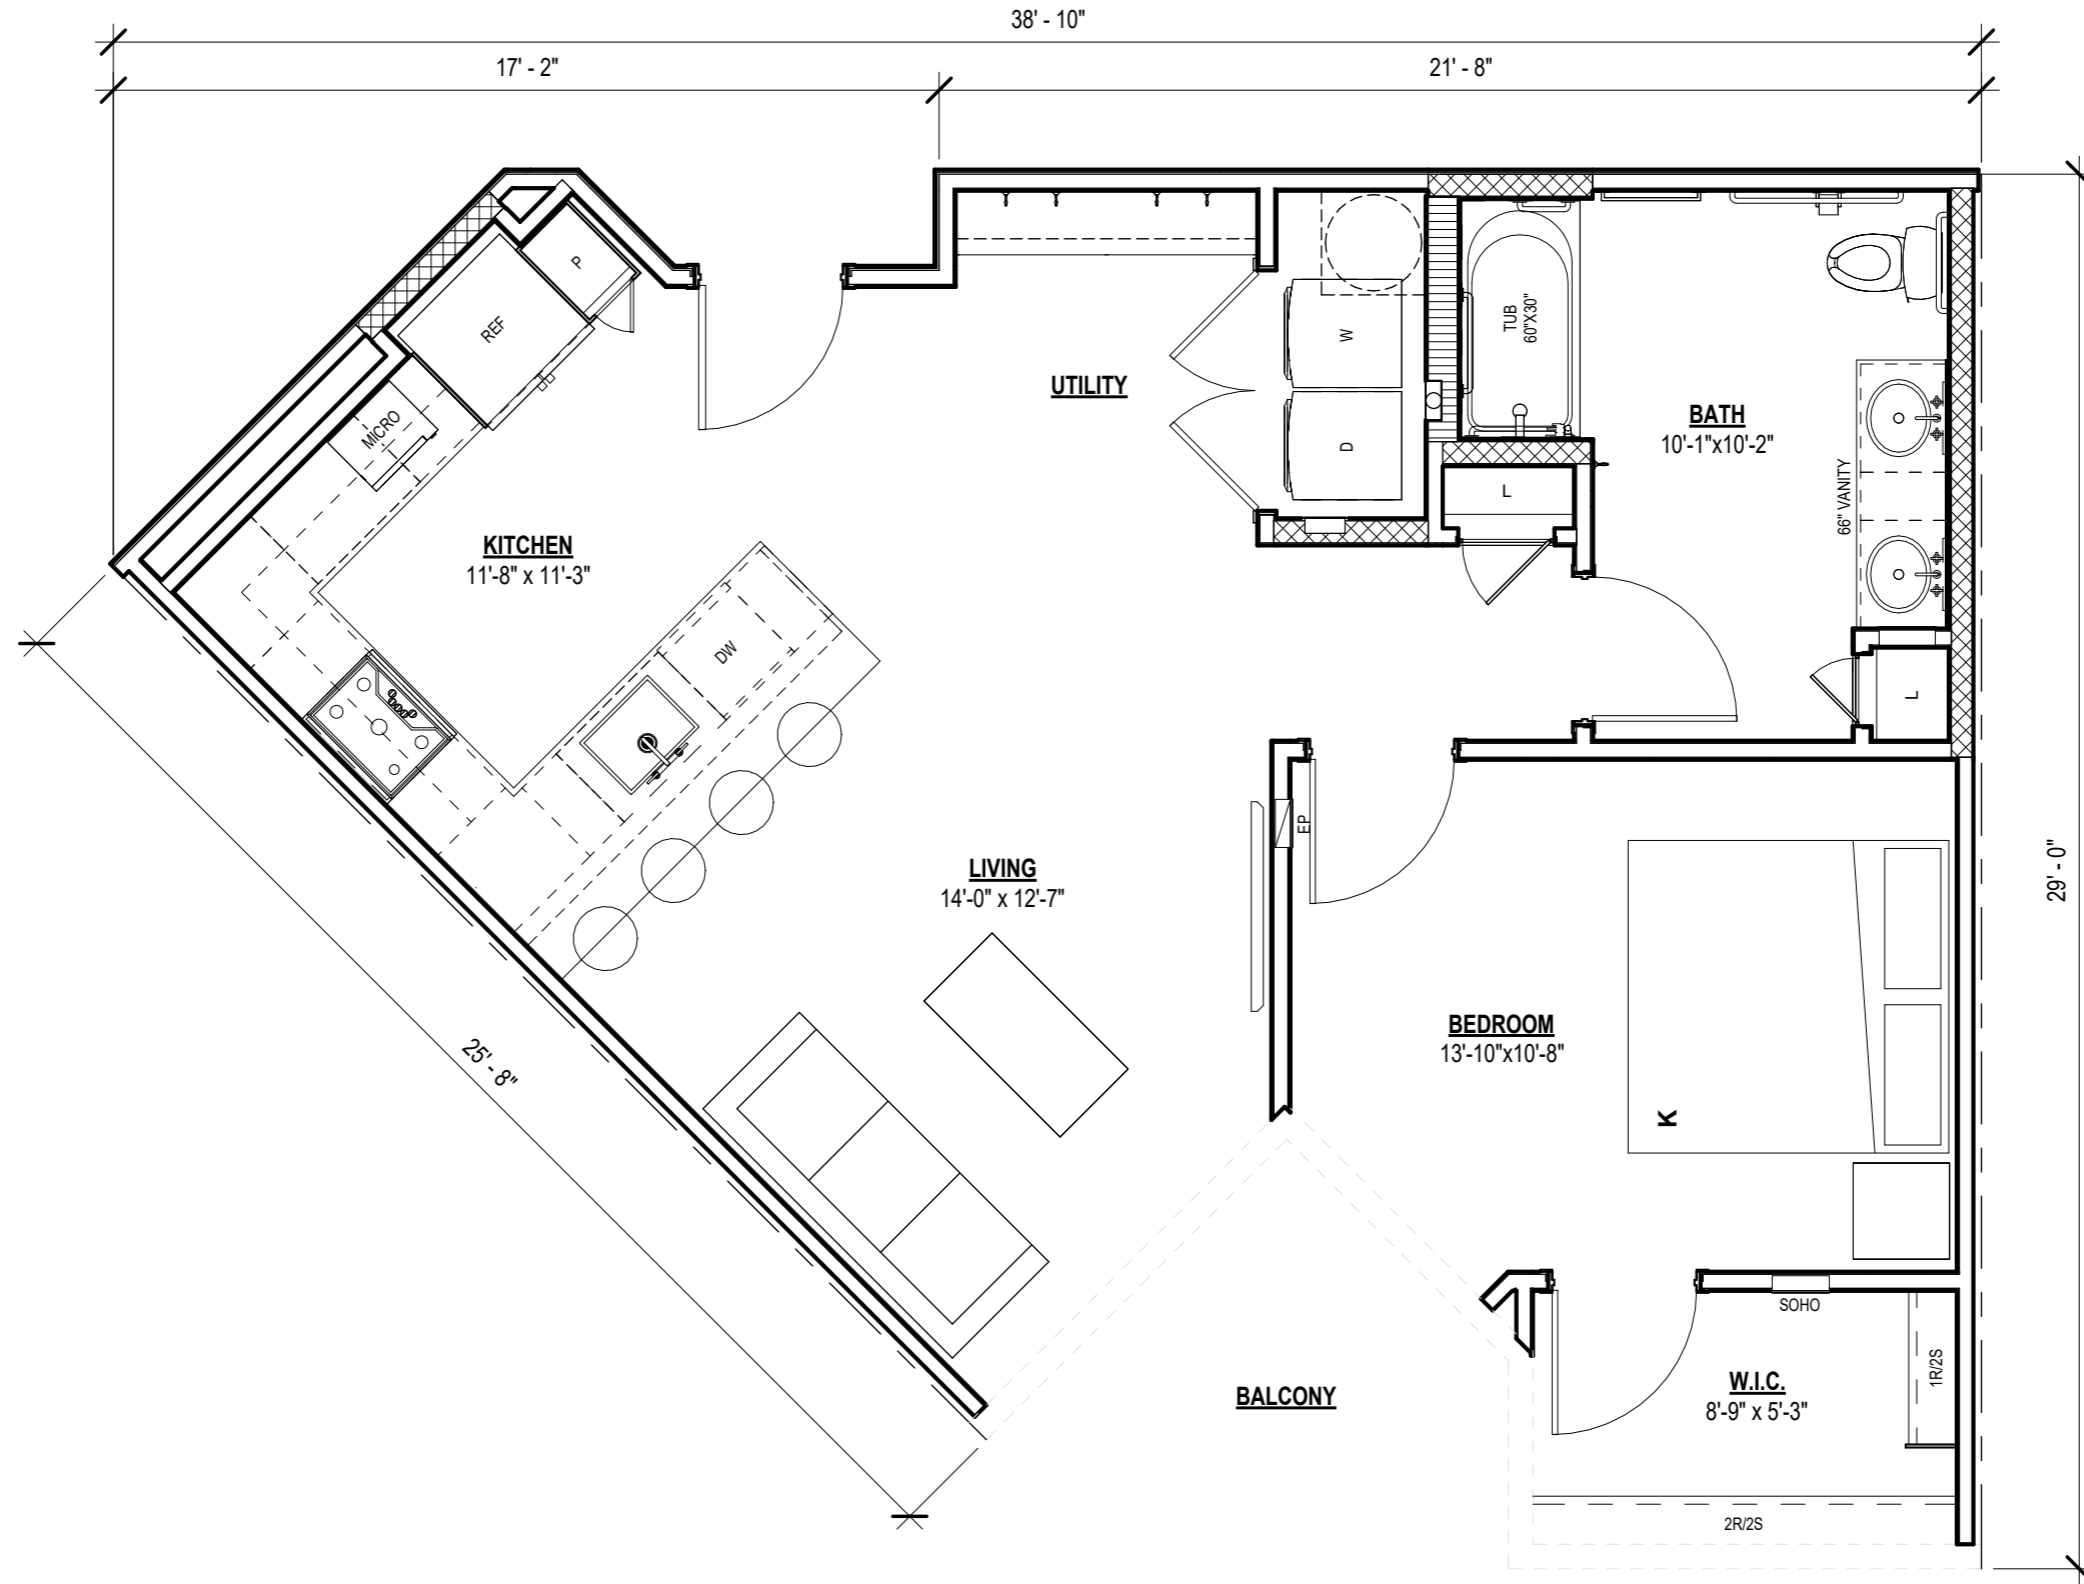 38' - 10"
17' - 2"
21' - 8"
P
REF
MICRO
UTILITY
W
D
TUB
60"X30"
BATH
10'-1"x10'-2"
66" VANITY
L
L
KITCHEN
11'-8" x 11'-3"
DW
EP
LIVING
14'-0" x 12'-7"
29' - 0"
BEDROOM
13'-10"x10'-8"
K
25' - 8"
SOHO
1R/2S
W.I.C.
8'-9" x 5'-3"
BALCONY
2R/2S